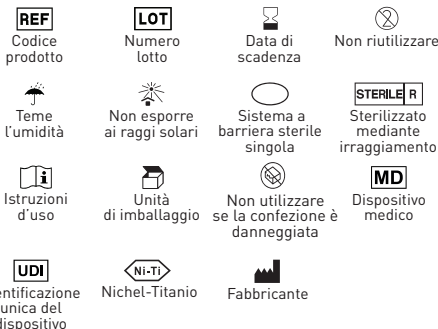 REF
LOT
2
Codice
prodotto
Numero
lotto
Data di
scadenza
Non riutilizzare
STERILE R
Teme
l'umidità
Non esporre
ai raggi solari
Sistema a
barriera sterile
singola
Sterilizzato
mediante
irraggiamento
i
MD
Istruzioni
d'uso
Unità
di imballaggio
Non utilizzare
se la confezione è
danneggiata
Dispositivo
medico
UDI
Ni-Ti
entificazione
unica del
dispositivo
Nichel-Titanio
Fabbricante